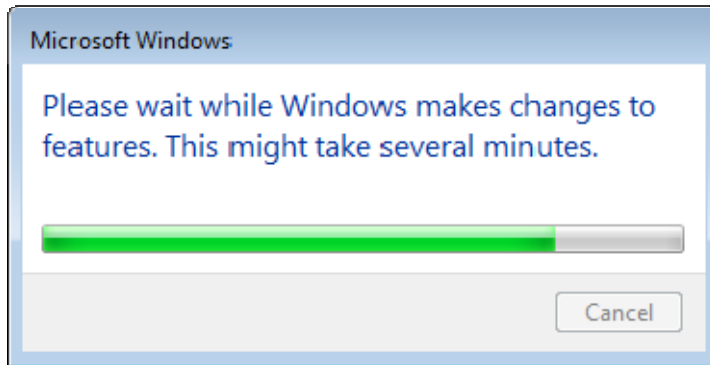 Microsoft Windows
Please wait while Windows makes changes to
features. This might take several minutes.
Cancel